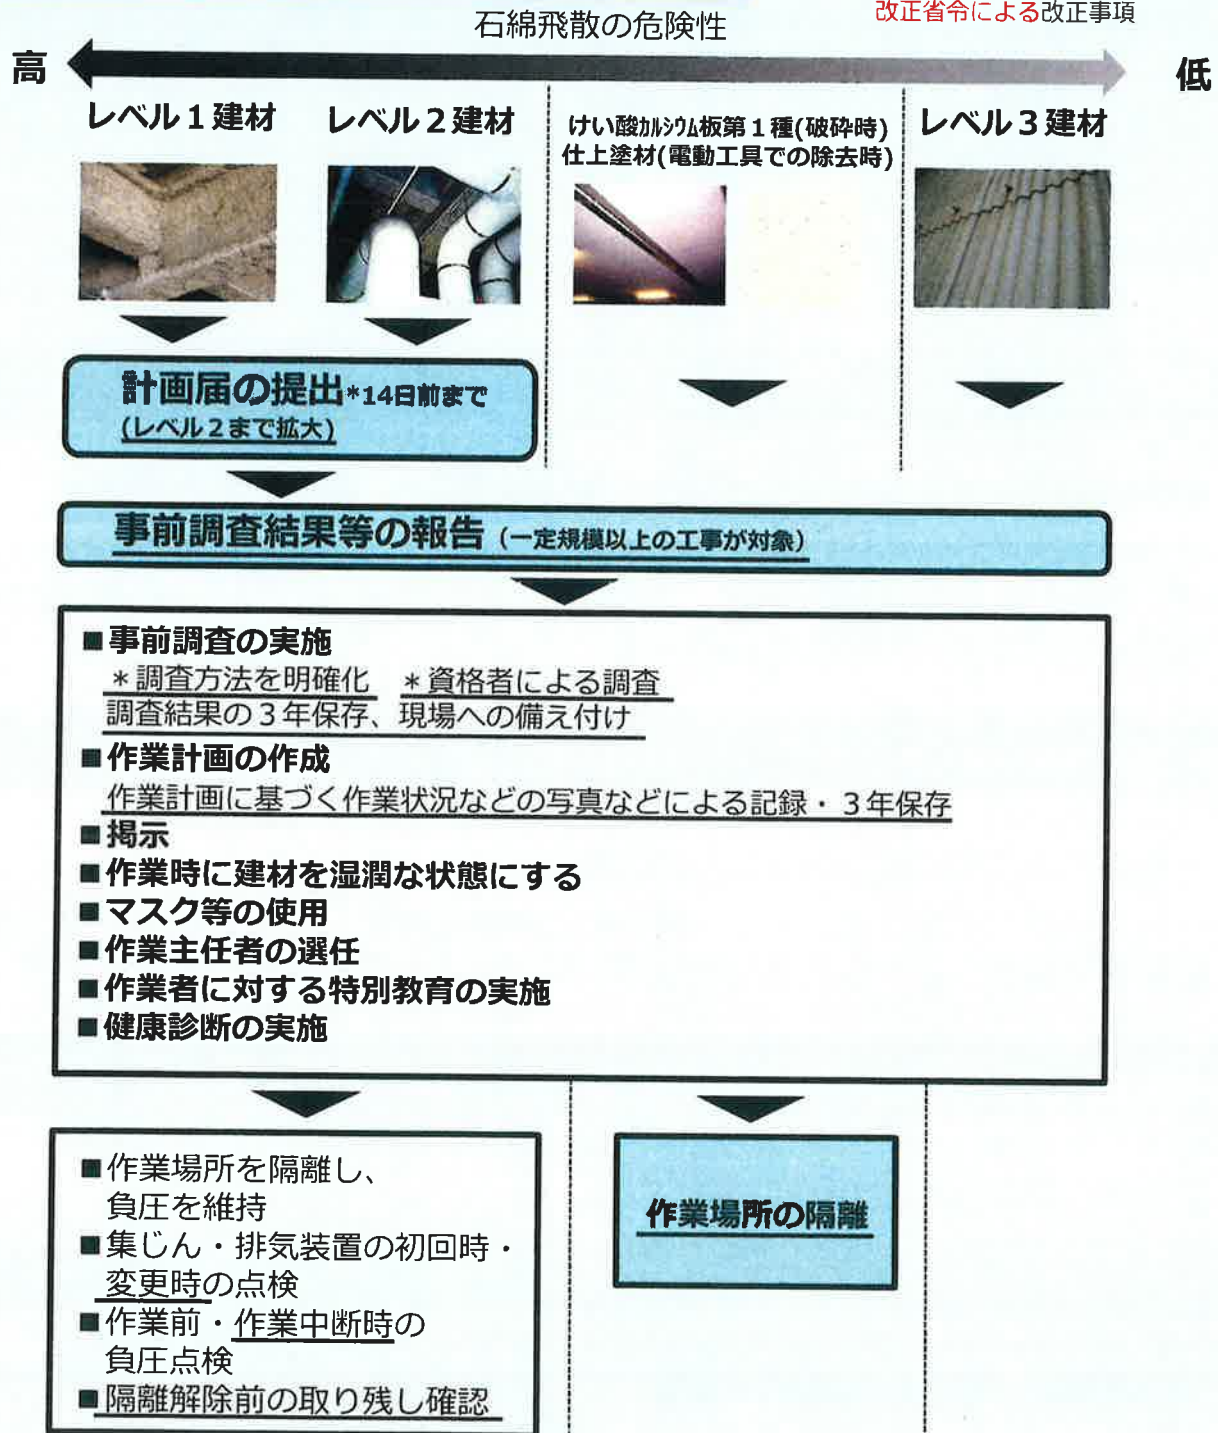 改正省令による改正事項
石綿飛散の危険性
高
低
レベル１建材
レベル２建材
けい酸ｶﾙｼｳﾑ板第１種(破砕時)
仕上塗材(電動工具での除去時)
レベル３建材
計画届の提出*14日前まで
(レベル２まで拡大)
事前調査結果等の報告（一定規模以上の工事が対象）
■事前調査の実施
＊調査方法を明確化　＊資格者による調査
調査結果の３年保存、現場への備え付け
■作業計画の作成
作業計画に基づく作業状況などの写真などによる記録・３年保存
■掲示
■作業時に建材を湿潤な状態にする
■マスク等の使用
■作業主任者の選任
■作業者に対する特別教育の実施
■健康診断の実施
■作業場所を隔離し、
負圧を維持
■集じん・排気装置の初回時・
変更時の点検
■作業前・作業中断時の
負圧点検
■隔離解除前の取り残し確認
作業場所の隔離